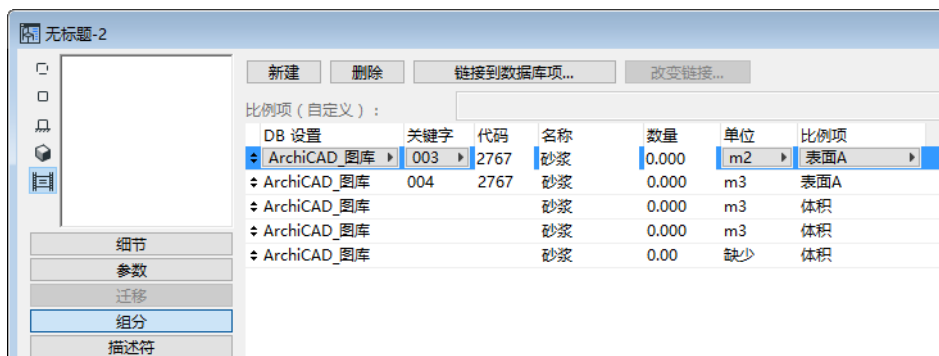 无标题-2
新建 删除 链接到数据库项... 改变链接...
比例项 ( 自定义 ) :
DB 设置 关键字 代码 名称 数量 单位 比例项
ArchiCAD_图库 003 2767 砂浆 0.000 m2 表面A
ArchiCAD_图库 004 2767 砂浆 0.000 m3 表面A
ArchiCAD_图库 砂浆 0.000 m3 体积
ArchiCAD_图库 砂浆 0.000 m3 体积
ArchiCAD_图库 砂浆 0.00 缺少 体积
细节
参数
迁移
组分
描述符